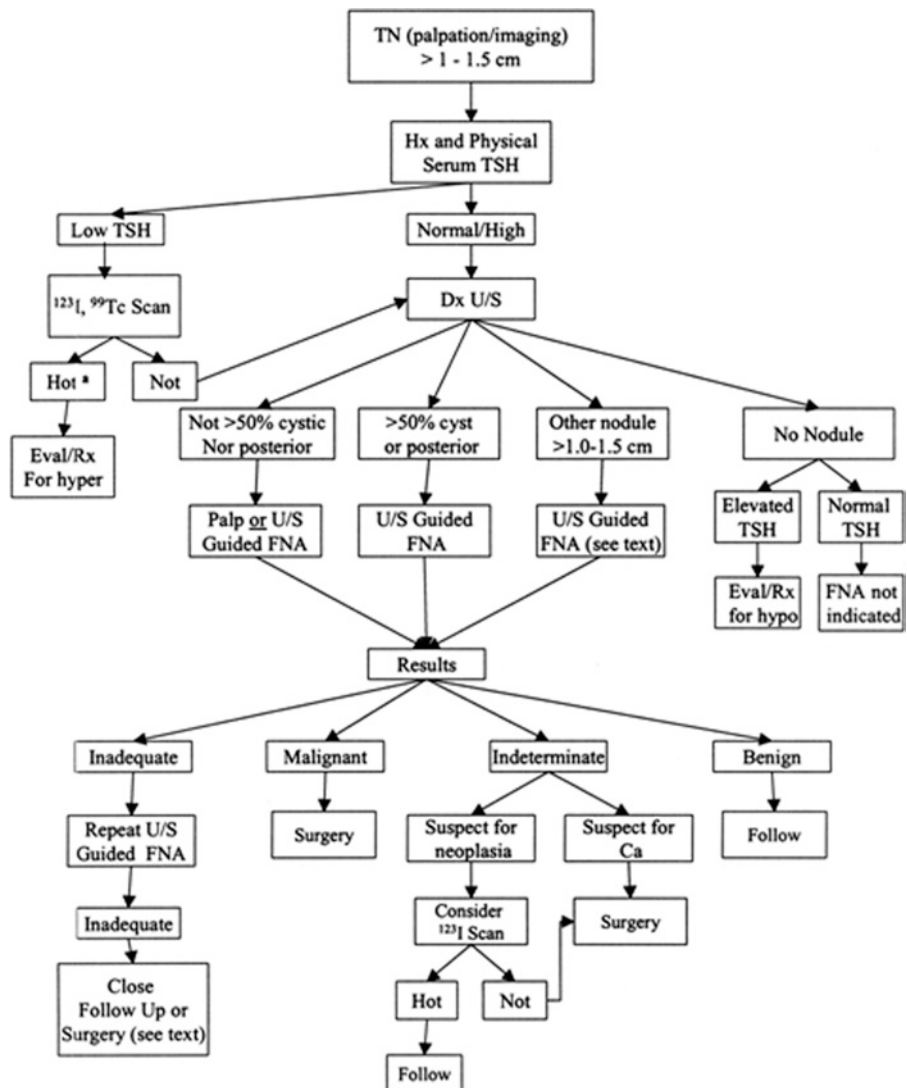 TN (palpation/imaging)
> 1 - 1.5 cm
Hx and Physical
Serum TSH
Low TSH
Normal/High
¹²³I, ⁹⁹Tc Scan
Dx U/S
Hot ª
Not
Eval/Rx
For hyper
Not >50% cystic
Nor posterior
>50% cyst
or posterior
Other nodule
>1.0-1.5 cm
No Nodule
Palp or U/S
Guided FNA
U/S Guided
FNA
U/S Guided
FNA (see text)
Elevated
TSH
Normal
TSH
Eval/Rx
for hypo
FNA not
indicated
Results
Inadequate
Malignant
Indeterminate
Benign
Repeat U/S
Guided FNA
Surgery
Suspect for
neoplasia
Suspect for
Ca
Follow
Inadequate
Consider
¹²³I Scan
Surgery
Close
Follow Up or
Surgery (see text)
Hot
Not
Follow